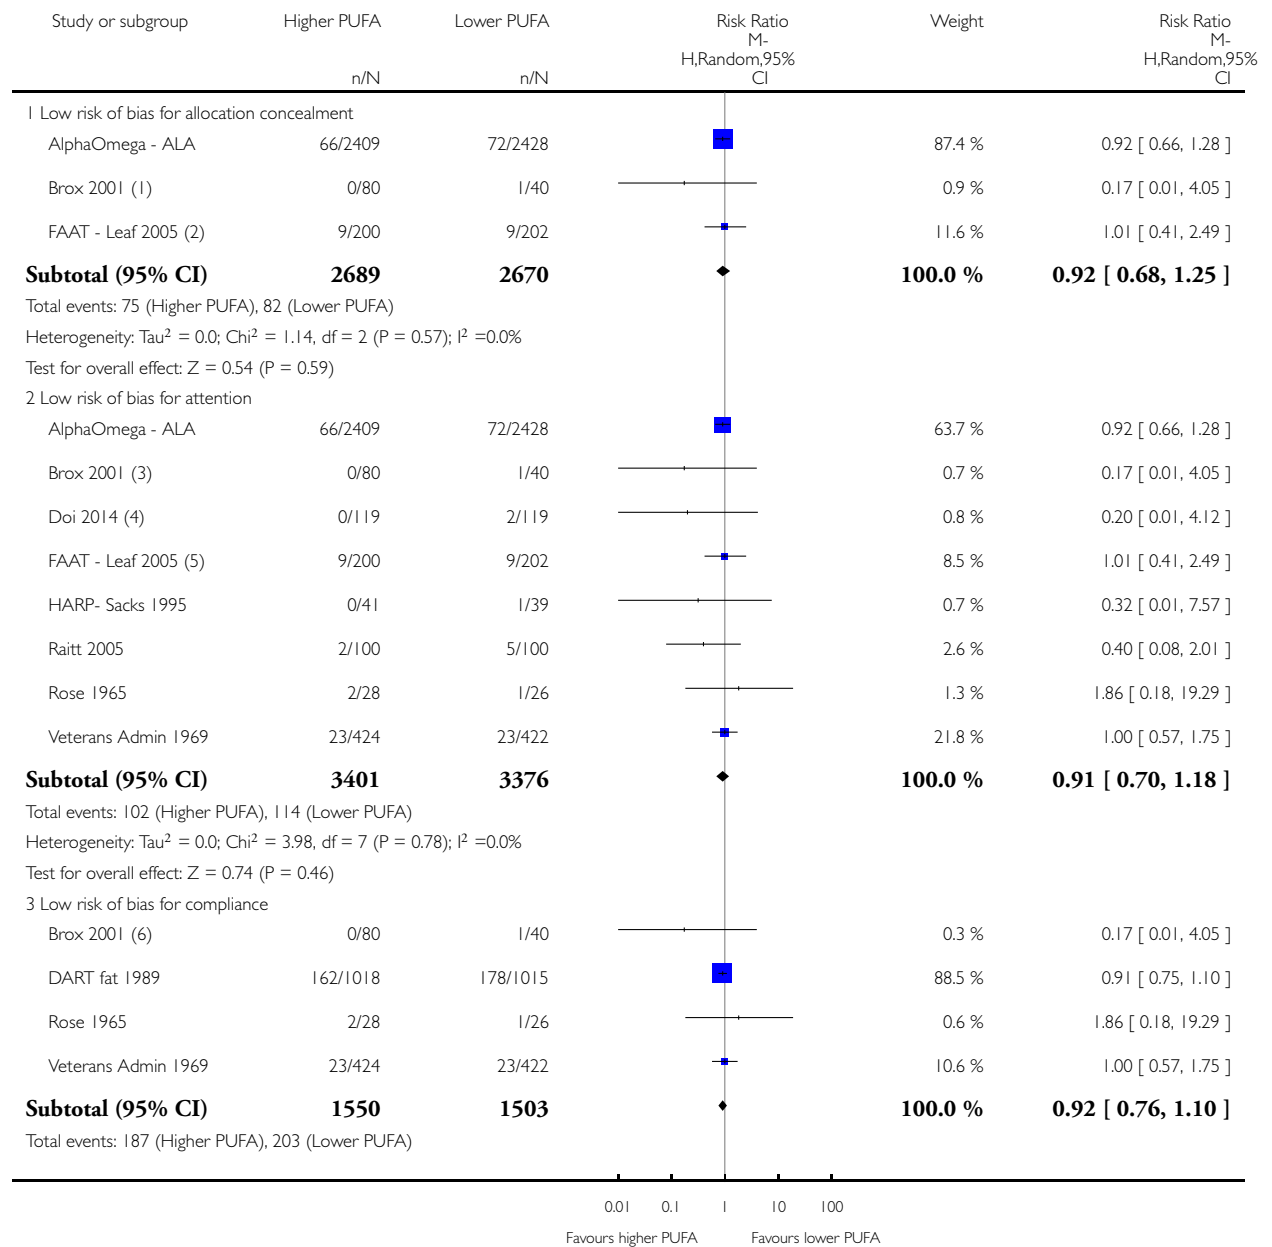 Study or subgroup Higher PUFA Lower PUFA Risk Ratio Weight Risk Ratio
M- M-
H,Random,95% H,Random,95%
n/N n/N CI CI
1 Low risk of bias for allocation concealment
AlphaOmega - ALA 66/2409 72/2428 87.4 % 0.92 [ 0.66, 1.28 ]
Brox 2001 (1) 0/80 1/40 0.9 % 0.17 [ 0.01, 4.05 ]
FAAT - Leaf 2005 (2) 9/200 9/202 11.6 % 1.01 [ 0.41, 2.49 ]
Subtotal (95% CI) 2689 2670 100.0 % 0.92 [ 0.68, 1.25 ]
Total events: 75 (Higher PUFA), 82 (Lower PUFA)
Heterogeneity: Tau² = 0.0; Chi² = 1.14, df = 2 (P = 0.57); I² =0.0%
Test for overall effect: Z = 0.54 (P = 0.59)
2 Low risk of bias for attention
AlphaOmega - ALA 66/2409 72/2428 63.7 % 0.92 [ 0.66, 1.28 ]
Brox 2001 (3) 0/80 1/40 0.7 % 0.17 [ 0.01, 4.05 ]
Doi 2014 (4) 0/119 2/119 0.8 % 0.20 [ 0.01, 4.12 ]
FAAT - Leaf 2005 (5) 9/200 9/202 8.5 % 1.01 [ 0.41, 2.49 ]
HARP- Sacks 1995 0/41 1/39 0.7 % 0.32 [ 0.01, 7.57 ]
Raitt 2005 2/100 5/100 2.6 % 0.40 [ 0.08, 2.01 ]
Rose 1965 2/28 1/26 1.3 % 1.86 [ 0.18, 19.29 ]
Veterans Admin 1969 23/424 23/422 21.8 % 1.00 [ 0.57, 1.75 ]
Subtotal (95% CI) 3401 3376 100.0 % 0.91 [ 0.70, 1.18 ]
Total events: 102 (Higher PUFA), 114 (Lower PUFA)
Heterogeneity: Tau² = 0.0; Chi² = 3.98, df = 7 (P = 0.78); I² =0.0%
Test for overall effect: Z = 0.74 (P = 0.46)
3 Low risk of bias for compliance
Brox 2001 (6) 0/80 1/40 0.3 % 0.17 [ 0.01, 4.05 ]
DART fat 1989 162/1018 178/1015 88.5 % 0.91 [ 0.75, 1.10 ]
Rose 1965 2/28 1/26 0.6 % 1.86 [ 0.18, 19.29 ]
Veterans Admin 1969 23/424 23/422 10.6 % 1.00 [ 0.57, 1.75 ]
Subtotal (95% CI) 1550 1503 100.0 % 0.92 [ 0.76, 1.10 ]
Total events: 187 (Higher PUFA), 203 (Lower PUFA)
0.01 0.1 1 10 100
Favours higher PUFA Favours lower PUFA